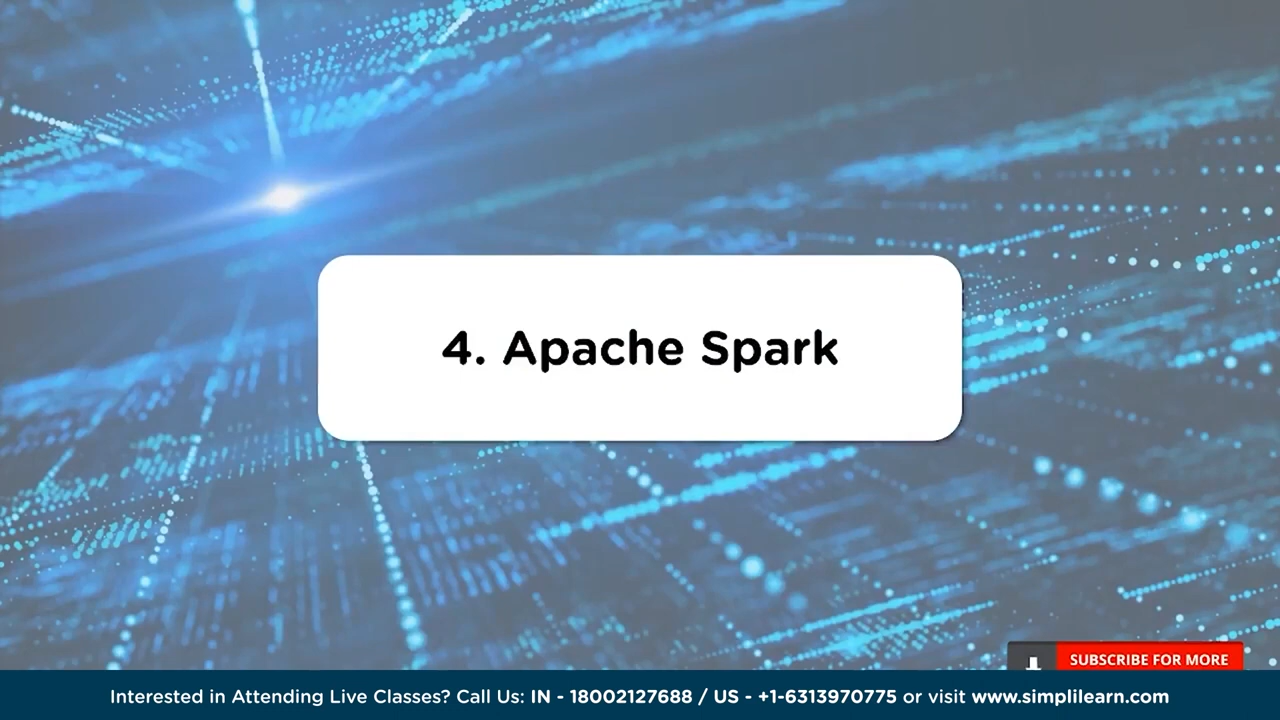 4. Apache Spark
SUBSCRIBE FOR MORE
Interested in Attending Live Classes? Call Us: IN - 18002127688 / US - +1-6313970775 or visit www.simplilearn.com